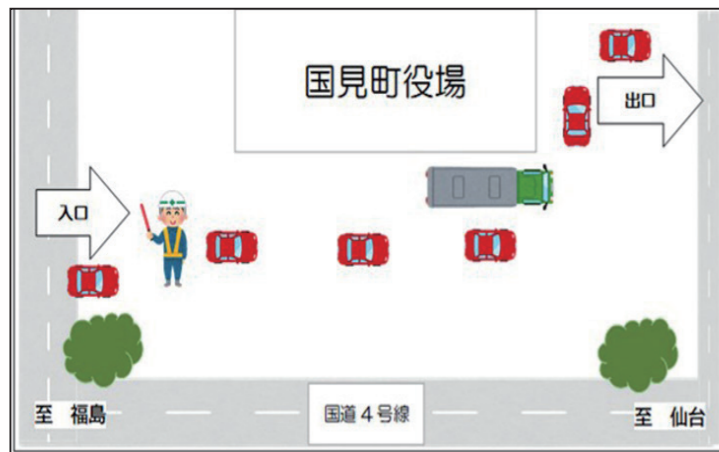 国見町役場
出口
入口
至 福島
国道４号線
至 仙台